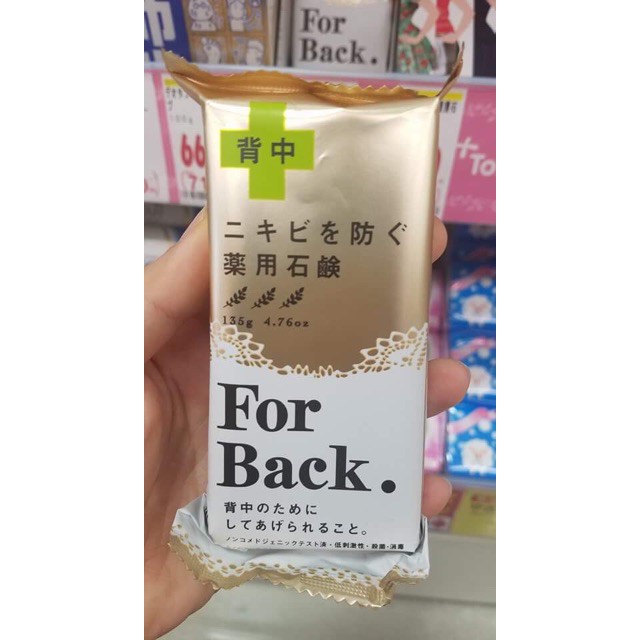 For
Back.
背中
ニキビを防ぐ
薬用石鹸
135g 4.76oz
For
Back.
背中のために
してあげられること。
ノンコメドジェニックテスト済・低刺激性・殺菌・消毒
66
+To